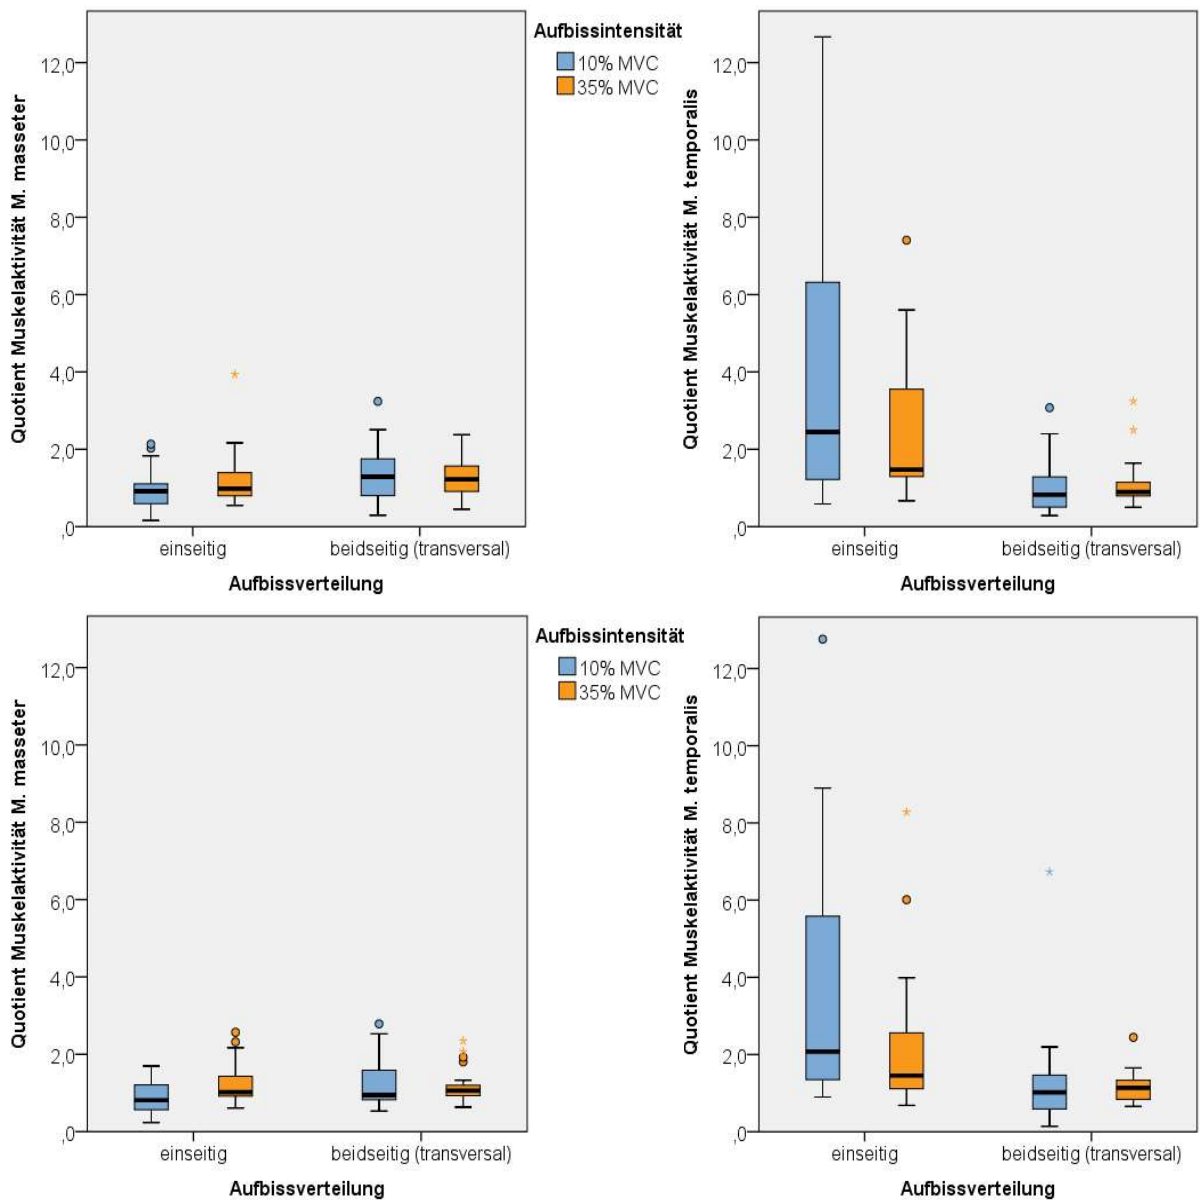 Aufbissintensität
10% MVC
35% MVC
Quotient Muskelaktivität M. masseter
12,0
10,0
8,0
6,0
4,0
2,0
,0
einseitig
beidseitig (transversal)
Aufbissverteilung
Quotient Muskelaktivität M. temporalis
12,0
10,0
8,0
6,0
4,0
2,0
,0
einseitig
beidseitig (transversal)
Aufbissverteilung
Aufbissintensität
10% MVC
35% MVC
Quotient Muskelaktivität M. masseter
12,0
10,0
8,0
6,0
4,0
2,0
,0
einseitig
beidseitig (transversal)
Aufbissverteilung
Quotient Muskelaktivität M. temporalis
12,0
10,0
8,0
6,0
4,0
2,0
,0
einseitig
beidseitig (transversal)
Aufbissverteilung